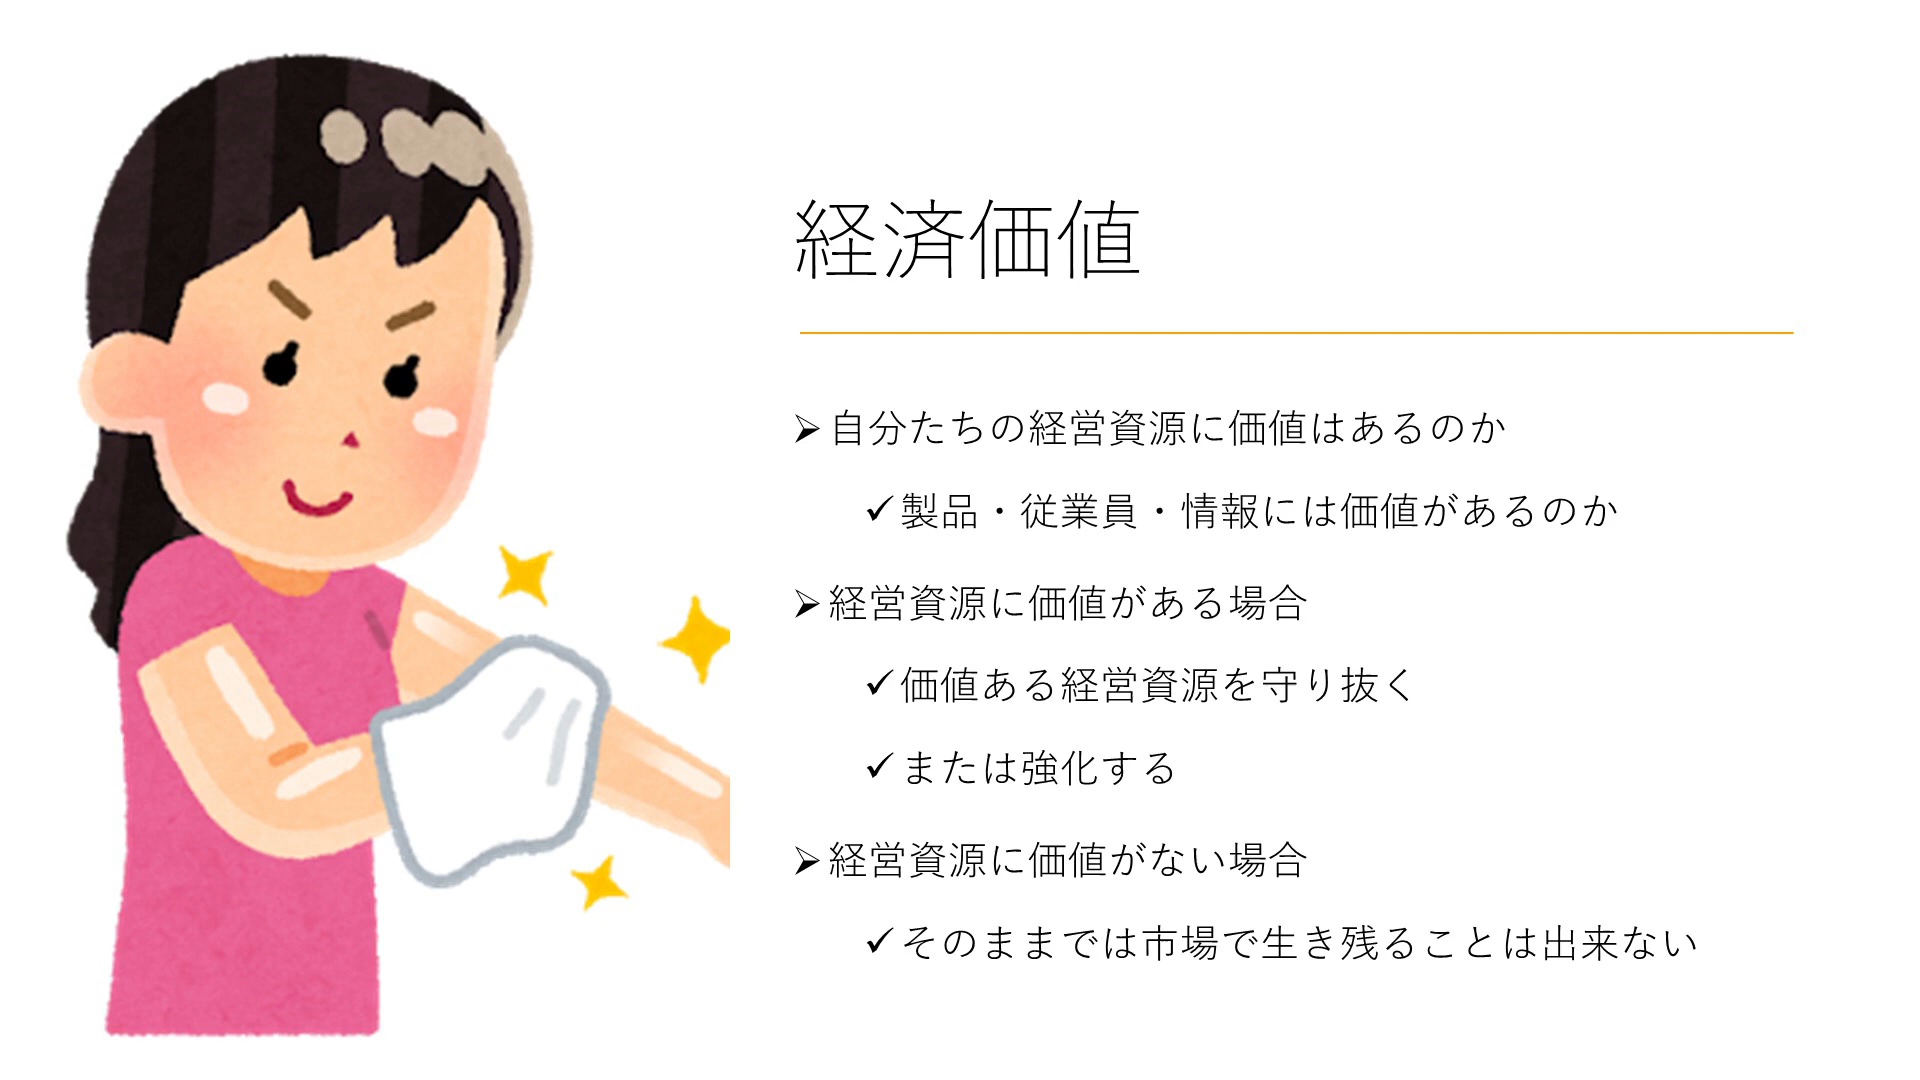 経済価値
➢自分たちの経営資源に価値はあるのか
✓製品・従業員・情報には価値があるのか
➢経営資源に価値がある場合
✓価値ある経営資源を守り抜く
✓または強化する
➢経営資源に価値がない場合
✓そのままでは市場で生き残ることは出来ない